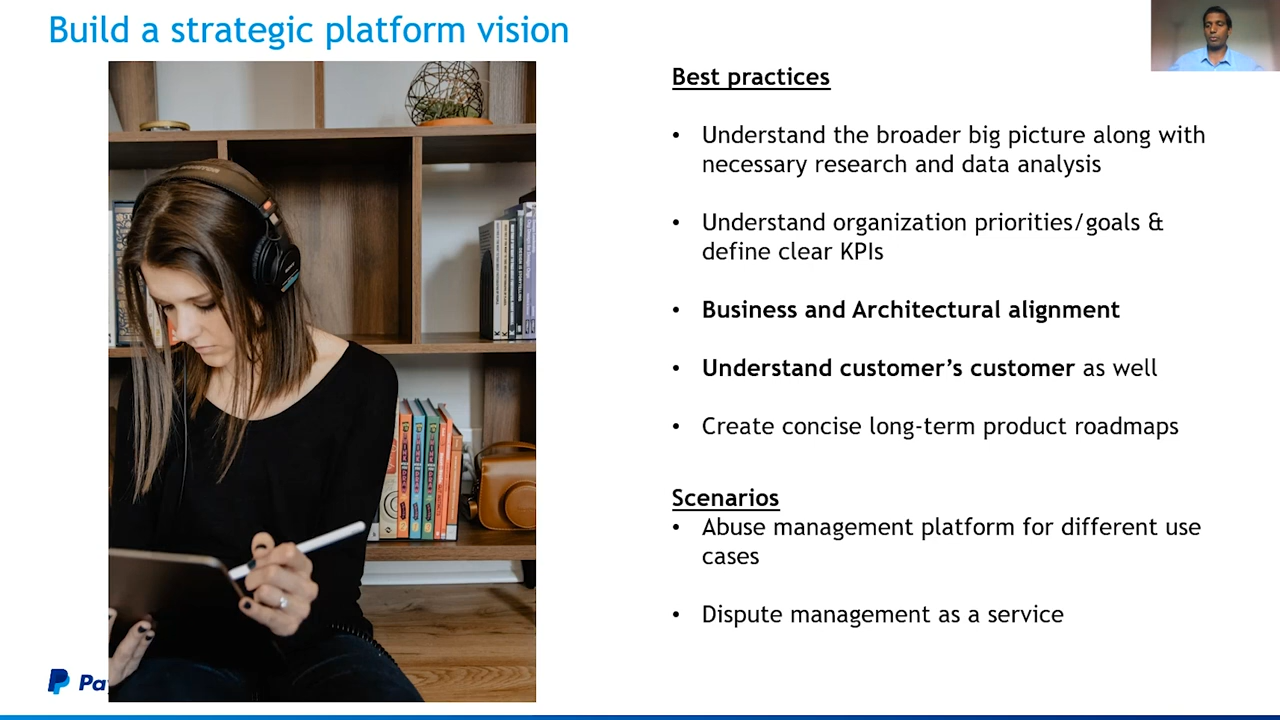 Build a strategic platform vision
Best practices
• Understand the broader big picture along with
necessary research and data analysis
• Understand organization priorities/goals &
define clear KPIs
• Business and Architectural alignment
• Understand customer’s customer as well
• Create concise long-term product roadmaps
Scenarios
• Abuse management platform for different use
cases
• Dispute management as a service
Pay